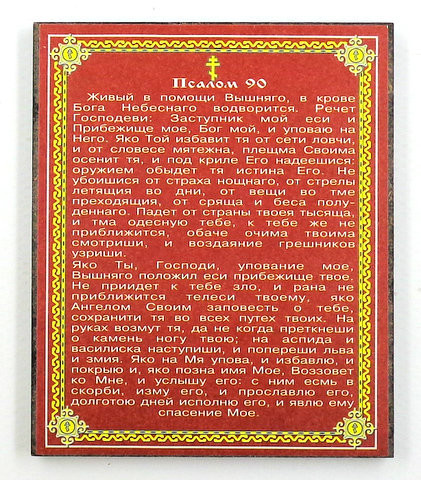 Псалом 90
Живый в помощи Вышняго, в крове
Бога Небеснаго водворится. Речет
Господеви: Заступник мой еси и
Прибежище мое, Бог мой, и уповаю на
Него. Яко Той избавит тя от сети ловчи,
и от словесе мятежна, плещма Своима
осенит тя, и под криле Его надеешися:
оружием обыдет тя истина Его. Не
убоишися от страха нощнаго, от стрелы
летящия во дни, от вещи во тме
преходящия, от сряща и беса полу-
деннаго. Падет от страны твоея тысяща,
и тма одесную тебе, к тебе же не
приближится, обаче очима твоима
смотриши, и воздаяние грешников
узриши.
Яко Ты, Господи, упование мое,
Вышняго положил еси прибежище твое.
Не приидет к тебе зло, и рана не
приближится телеси твоему, яко
Ангелом Своим заповесть о тебе,
сохранити тя во всех путех твоих. На
руках возмут тя, да не когда преткнеши
о камень ногу твою; на аспида и
василиска наступиши, и попереши льва
и змия. Яко на Мя упова, и избавлю, и
покрыю и, яко позна имя Мое, Воззовет
ко Мне, и услышу его: с ним есмь в
скорби, изму его, и прославлю его,
долготою дней исполню его, и явлю ему
спасение Мое.